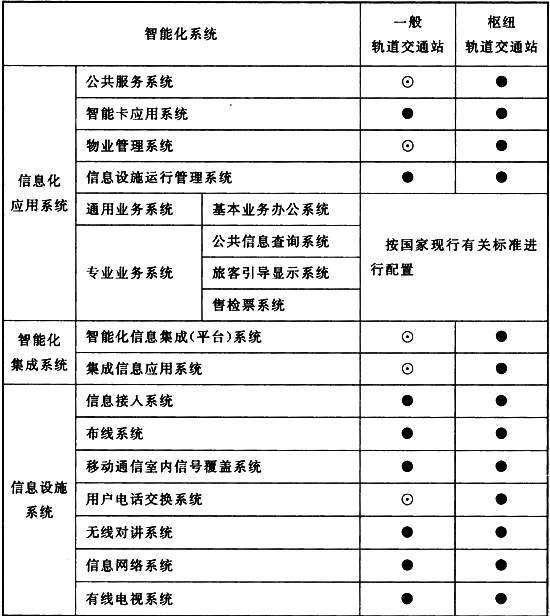 智能化系统 一般轨道交通站 枢纽轨道交通站
信息化应用系统 公共服务系统 ⊙ ●
智能卡应用系统 ● ●
物业管理系统 ⊙ ●
信息设施运行管理系统 ● ●
通用业务系统 基本业务办公系统 按国家现行有关标准进行配置
专业业务系统 公共信息查询系统
旅客引导显示系统
售检票系统
智能化集成系统 智能化信息集成(平台)系统 ⊙ ●
集成信息应用系统 ⊙ ●
信息设施系统 信息接人系统 ● ●
布线系统 ● ●
移动通信室内信号覆盖系统 ● ●
用户电话交换系统 ⊙ ●
无线对讲系统 ● ●
信息网络系统 ● ●
有线电视系统 ● ●